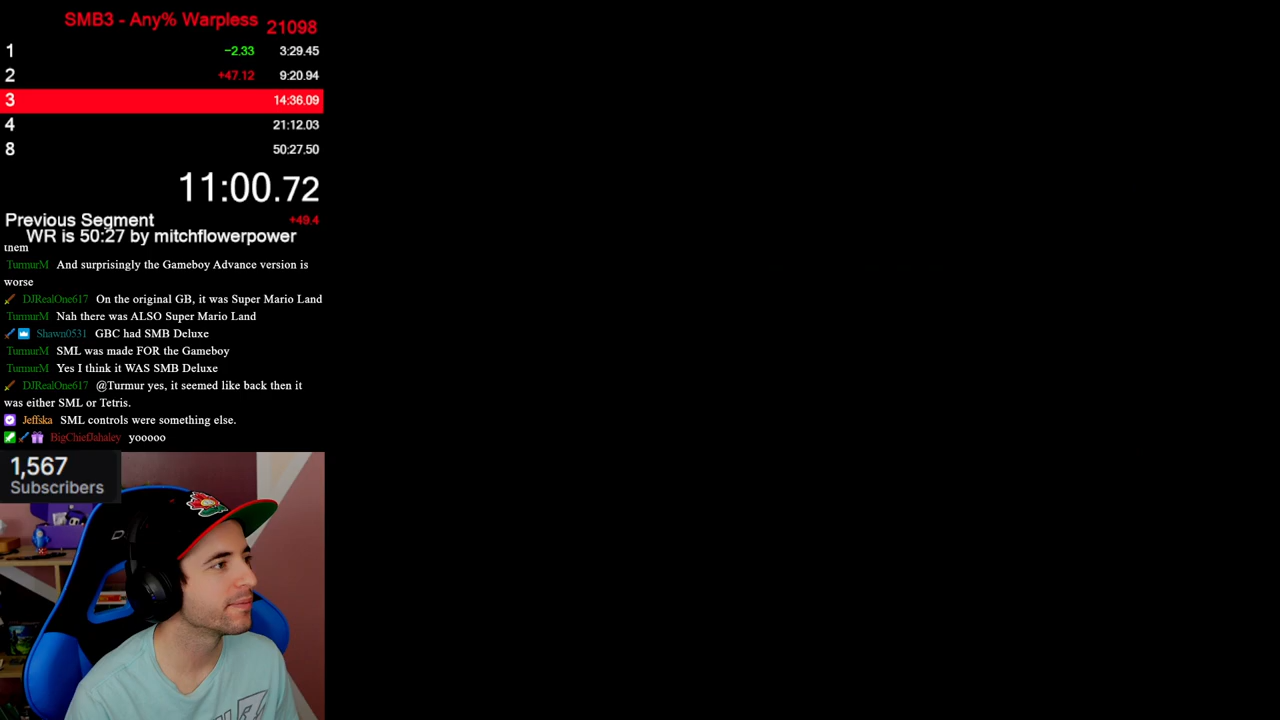 SMB3 - Any% Warpless 21098
1 −2.33 3:29.45
2 +47.12 9:20.94
3 14:36.09
4 21:12.03
8 50:27.50
11:00.72
Previous Segment +49.4
WR is 50:27 by mitchflowerpower
them
TurmurM And surprisingly the Gameboy Advance version is
worse
DJRealOne617 On the original GB, it was Super Mario Land
TurmurM Nah there was ALSO Super Mario Land
Shawn0531 GBC had SMB Deluxe
TurmurM SML was made FOR the Gameboy
TurmurM Yes I think it WAS SMB Deluxe
DJRealOne617 @Turmur yes, it seemed like back then it
was either SML or Tetris.
Jeffska SML controls were something else.
BigChiefJahaley yooooo
1,567
Subscribers